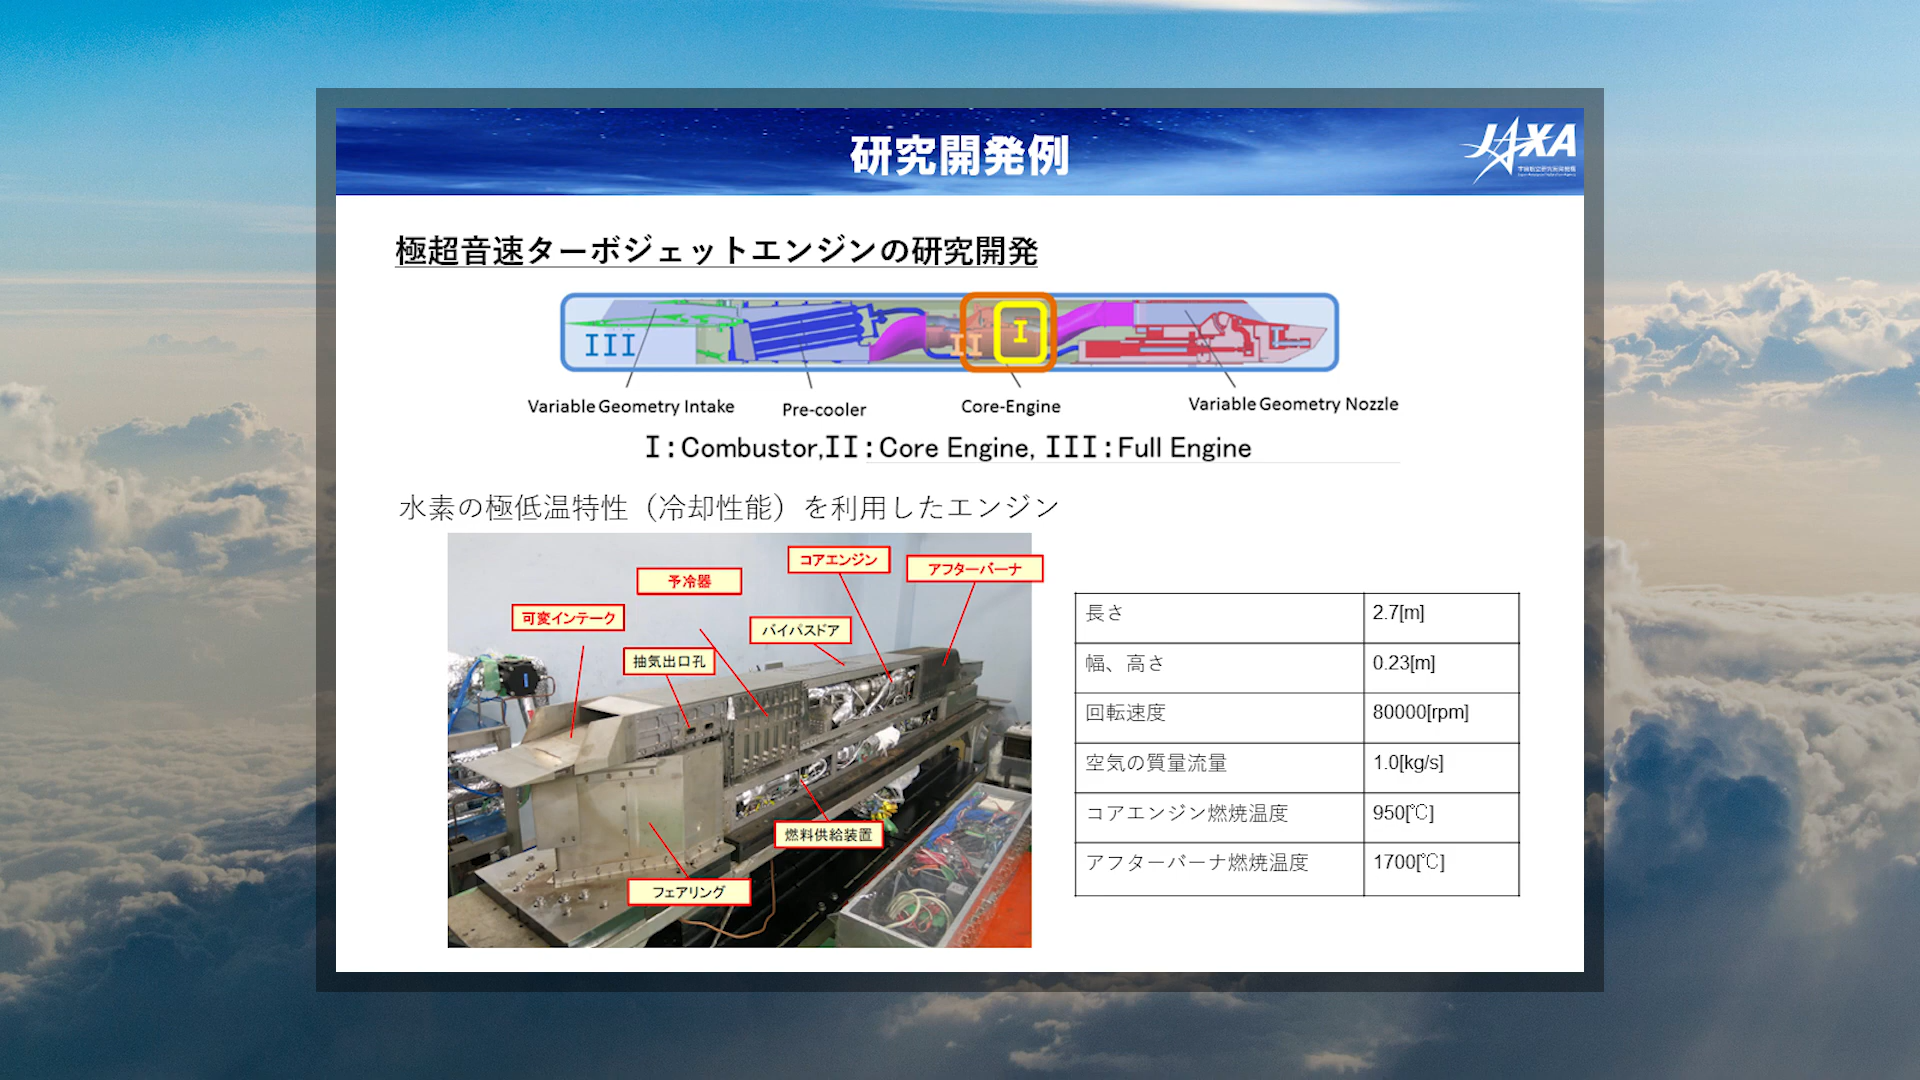 研究開発例
JAXA
極超音速ターボジェットエンジンの研究開発
III
II
I
Variable Geometry Intake
Pre-cooler
Core-Engine
Variable Geometry Nozzle
I:Combustor,II:Core Engine, III:Full Engine
水素の極低温特性（冷却性能）を利用したエンジン
コアエンジン
アフターバーナ
予冷器
可変インテーク
バイパスドア
抽気出口孔
燃料供給装置
フェアリング
長さ 2.7[m]
幅、高さ 0.23[m]
回転速度 80000[rpm]
空気の質量流量 1.0[kg/s]
コアエンジン燃焼温度 950[℃]
アフターバーナ燃焼温度 1700[℃]